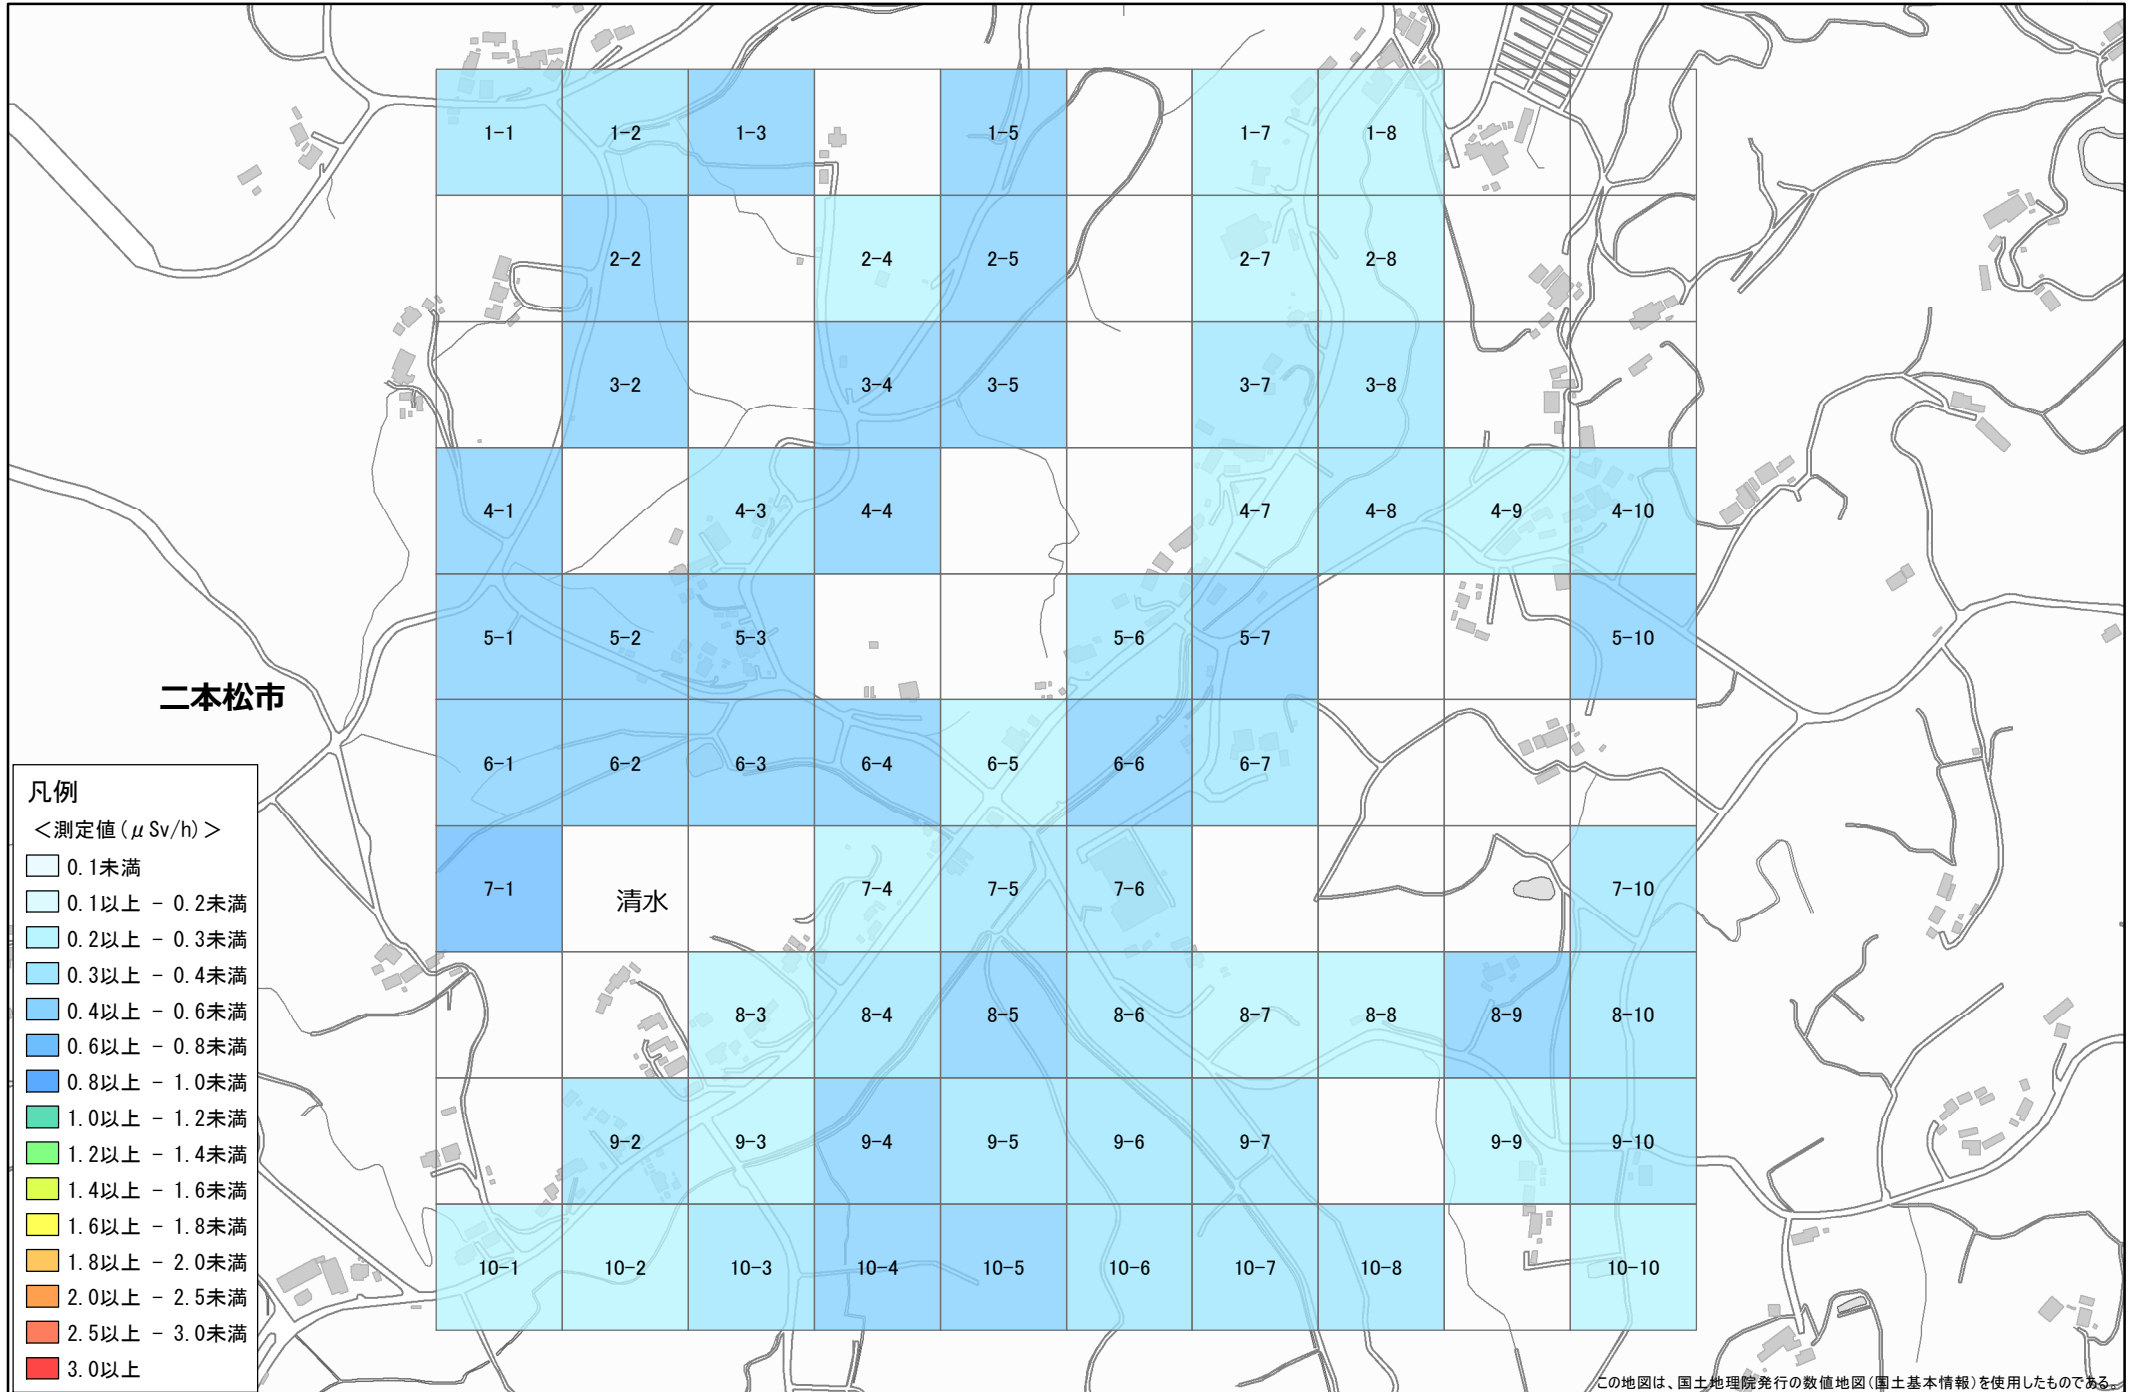 1-1 1-2 1-3 1-5 1-7 1-8
2-2 2-4 2-5 2-7 2-8
3-2 3-4 3-5 3-7 3-8
4-1 4-3 4-4 4-7 4-8 4-9 4-10
5-1 5-2 5-3 5-6 5-7 5-10
二本松市
6-1 6-2 6-3 6-4 6-5 6-6 6-7
7-1 清水 7-4 7-5 7-6 7-10
8-3 8-4 8-5 8-6 8-7 8-8 8-9 8-10
9-2 9-3 9-4 9-5 9-6 9-7 9-9 9-10
10-1 10-2 10-3 10-4 10-5 10-6 10-7 10-8 10-10
凡例
＜測定値(μSv/h)＞
0.1未満
0.1以上 - 0.2未満
0.2以上 - 0.3未満
0.3以上 - 0.4未満
0.4以上 - 0.6未満
0.6以上 - 0.8未満
0.8以上 - 1.0未満
1.0以上 - 1.2未満
1.2以上 - 1.4未満
1.4以上 - 1.6未満
1.6以上 - 1.8未満
1.8以上 - 2.0未満
2.0以上 - 2.5未満
2.5以上 - 3.0未満
3.0以上
この地図は、国土地理院発行の数値地図(国土基本情報)を使用したものである。